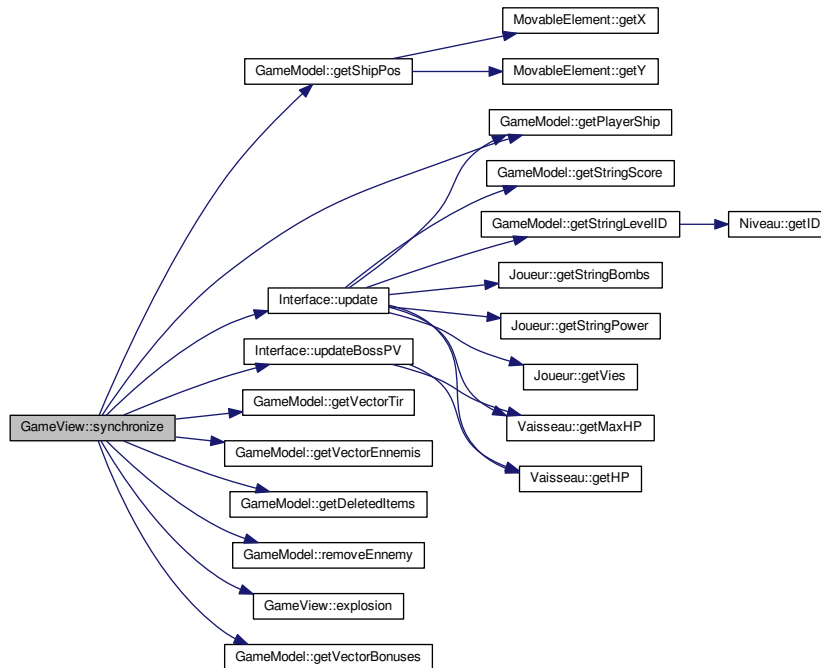 MovableElement::getX
GameModel::getShipPos
MovableElement::getY
GameModel::getPlayerShip
GameModel::getStringScore
GameModel::getStringLevelID
Niveau::getID
Joueur::getStringBombs
Interface::update
Joueur::getStringPower
Interface::updateBossPV
Joueur::getVies
GameModel::getVectorTir
GameView::synchronize
Vaisseau::getMaxHP
GameModel::getVectorEnnemis
Vaisseau::getHP
GameModel::getDeletedItems
GameModel::removeEnnemy
GameView::explosion
GameModel::getVectorBonuses